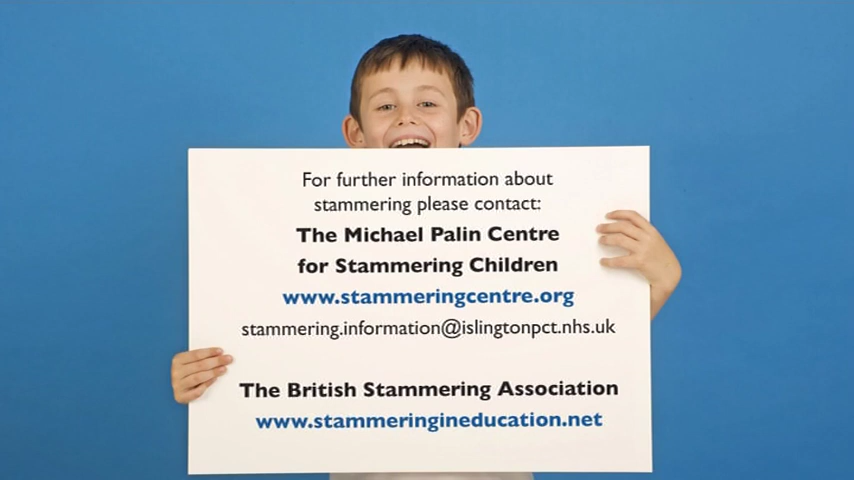 For further information about
stammering please contact:
The Michael Palin Centre
for Stammering Children
www.stammeringcentre.org
stammering.information@islingtonpct.nhs.uk
The British Stammering Association
www.stammeringineducation.net